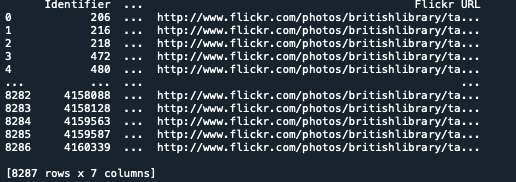 Identifier ... Flickr URL
0 206 ... http://www.flickr.com/photos/britishlibrary/ta...
1 216 ... http://www.flickr.com/photos/britishlibrary/ta...
2 218 ... http://www.flickr.com/photos/britishlibrary/ta...
3 472 ... http://www.flickr.com/photos/britishlibrary/ta...
4 480 ... http://www.flickr.com/photos/britishlibrary/ta...
... ... ... ...
8282 4158088 ... http://www.flickr.com/photos/britishlibrary/ta...
8283 4158128 ... http://www.flickr.com/photos/britishlibrary/ta...
8284 4159563 ... http://www.flickr.com/photos/britishlibrary/ta...
8285 4159587 ... http://www.flickr.com/photos/britishlibrary/ta...
8286 4160339 ... http://www.flickr.com/photos/britishlibrary/ta...
[8287 rows x 7 columns]